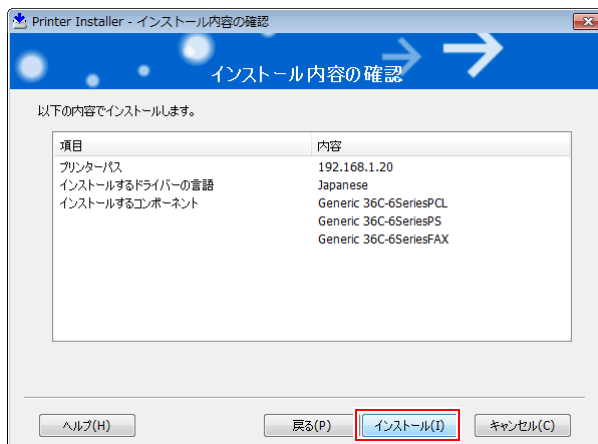 Printer Installer - インストール内容の確認
インストール内容の確認
以下の内容でインストールします。
項目 内容
プリンターパス 192.168.1.20
インストールするドライバーの言語 Japanese
インストールするコンポーネント Generic 36C-6SeriesPCL
Generic 36C-6SeriesPS
Generic 36C-6SeriesFAX
ヘルプ(H) 戻る(P) インストール(I) キャンセル(C)